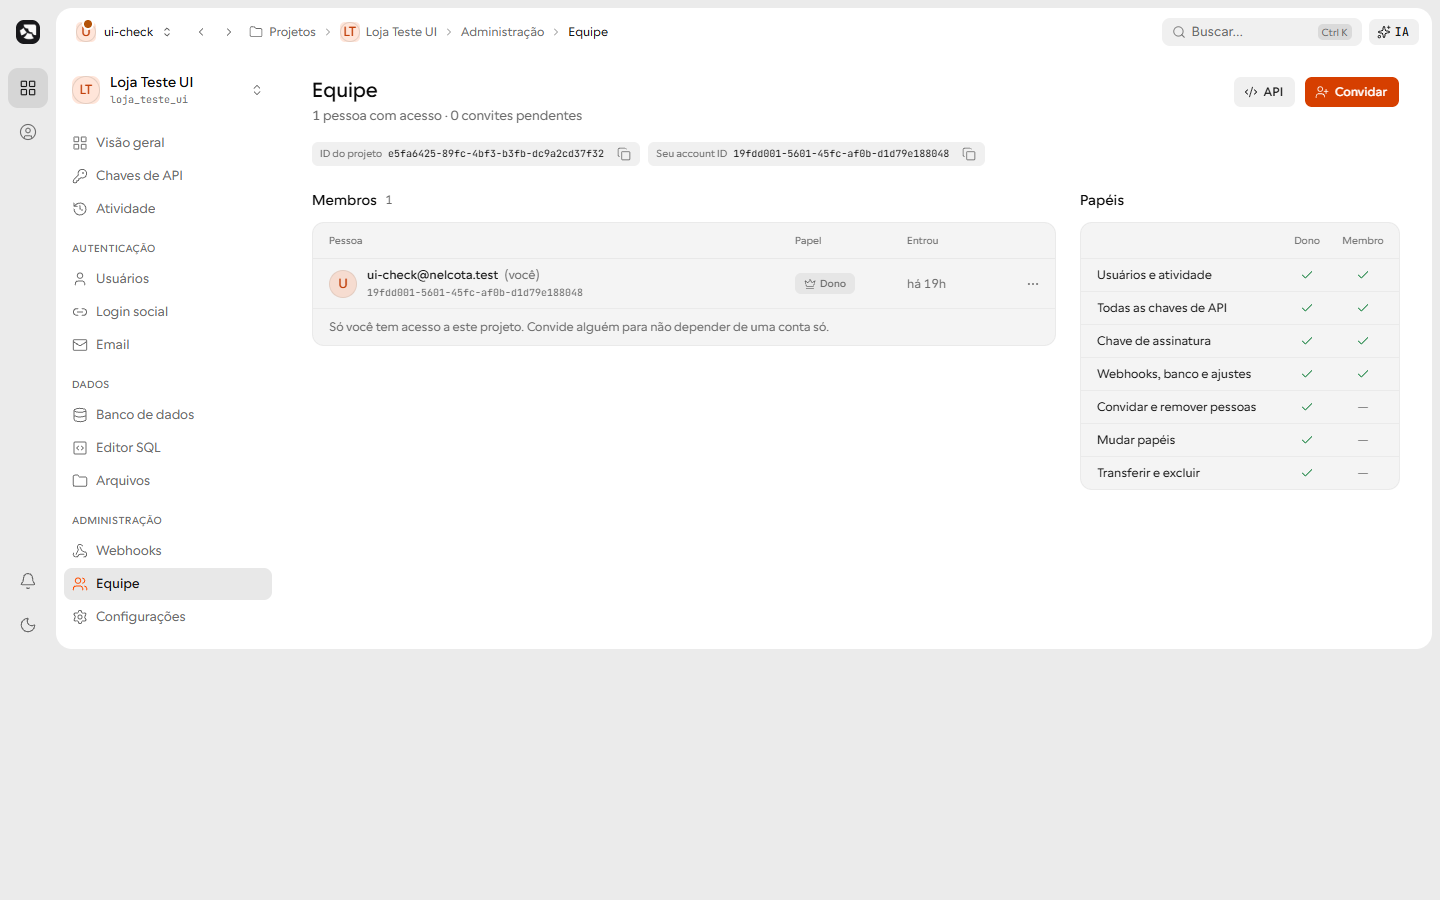 U ui-check
Projetos
LT Loja Teste UI
Administração
Equipe
Buscar...
Ctrl K
IA
LT Loja Teste UI
loja_teste_ui
Visão geral
Chaves de API
Atividade
AUTENTICAÇÃO
Usuários
Login social
Email
DADOS
Banco de dados
Editor SQL
Arquivos
ADMINISTRAÇÃO
Webhooks
Equipe
Configurações
Equipe
1 pessoa com acesso · 0 convites pendentes
API
Convidar
ID do projeto e5fa6425-89fc-4bf3-b3fb-dc9a2cd37f32
Seu account ID 19fdd001-5601-45fc-af0b-d1d79e188048
Membros 1
Pessoa Papel Entrou
U ui-check@nelcota.test (você)
19fdd001-5601-45fc-af0b-d1d79e188048
Dono
há 19h
Só você tem acesso a este projeto. Convide alguém para não depender de uma conta só.
Papéis
Dono Membro
Usuários e atividade
Todas as chaves de API
Chave de assinatura
Webhooks, banco e ajustes
Convidar e remover pessoas —
Mudar papéis —
Transferir e excluir —